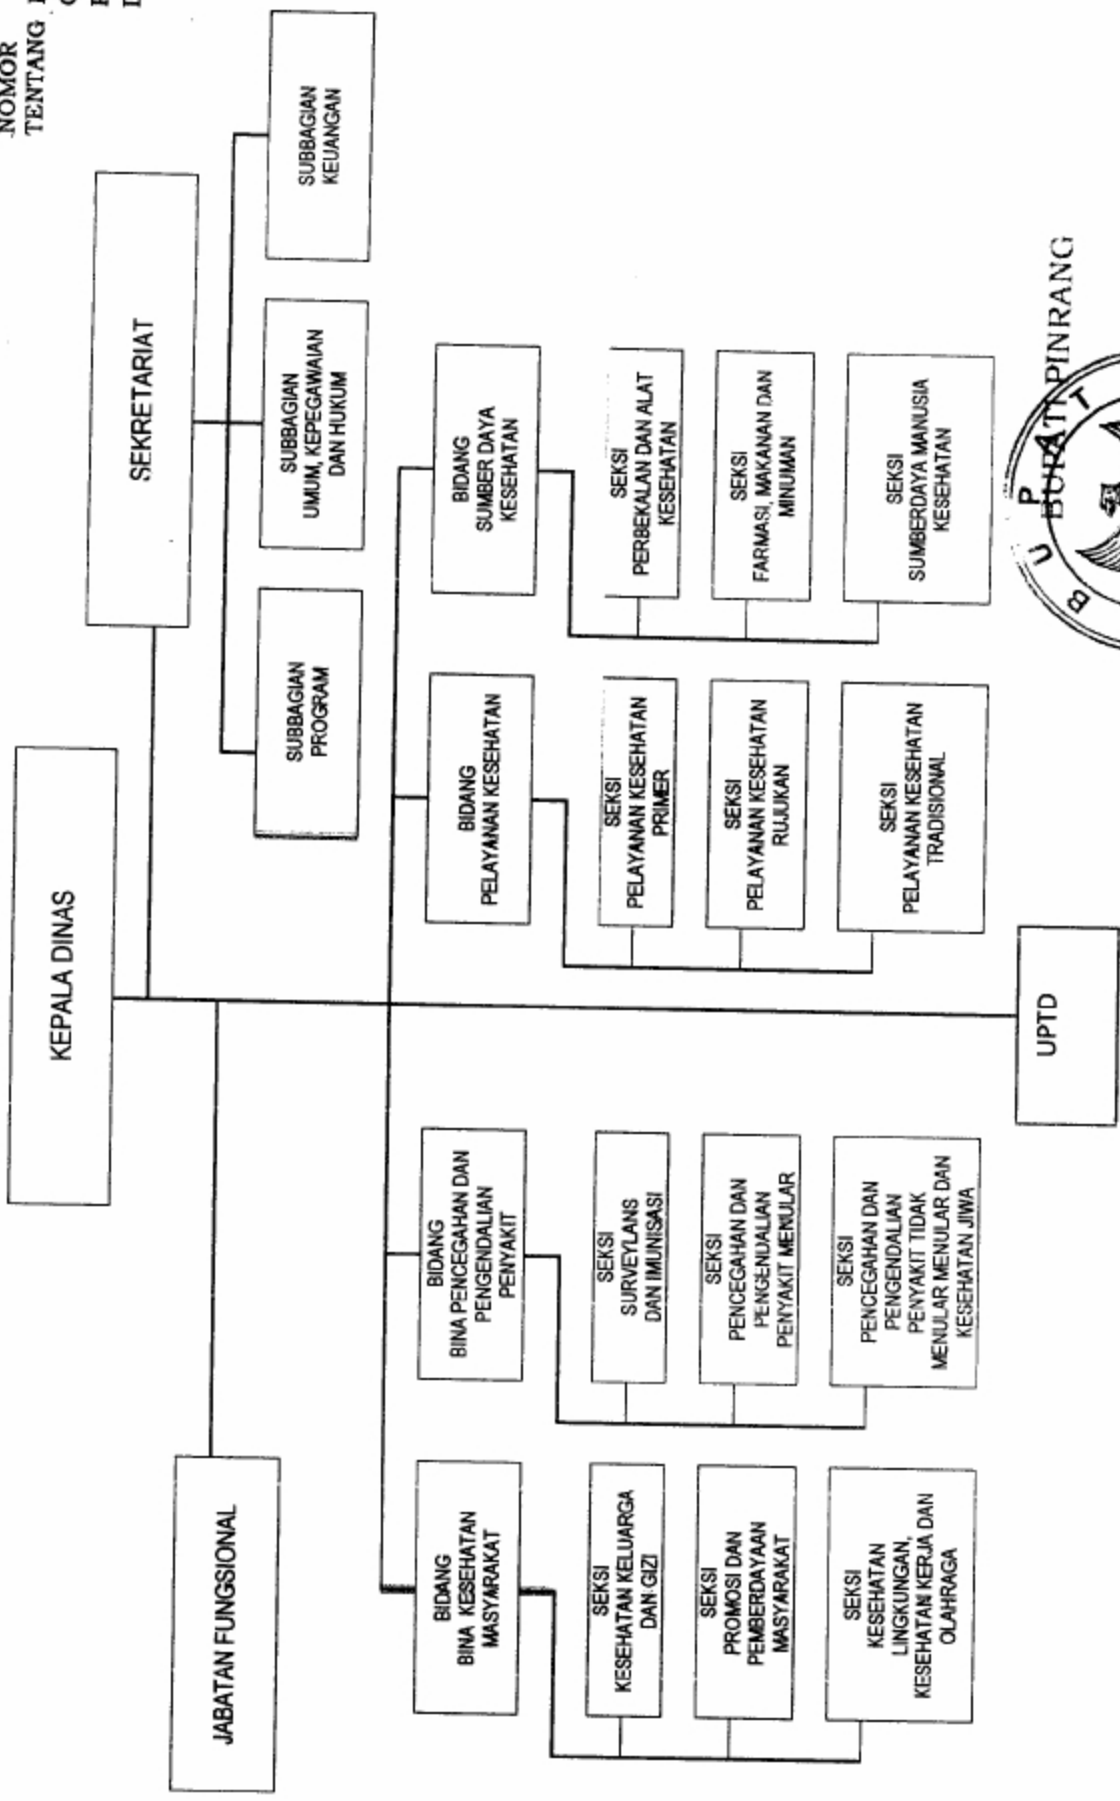 NOMOR
TENTANG
KEPALA DINAS
SEKRETARIAT
JABATAN FUNGSIONAL
SUBBAGIAN
PROGRAM
SUBBAGIAN
UMUM, KEPEGAWAIAN
DAN HUKUM
SUBBAGIAN
KEUANGAN
BIDANG
BINA KESEHATAN
MASYARAKAT
BIDANG
BINA PENCEGAHAN DAN
PENGENDALIAN
PENYAKIT
BIDANG
PELAYANAN KESEHATAN
BIDANG
SUMBER DAYA
KESEHATAN
SEKSI
KESEHATAN KELUARGA
DAN GIZI
SEKSI
SURVEYLANS
DAN IMUNISASI
SEKSI
PELAYANAN KESEHATAN
PRIMER
SEKSI
PERBEKALAN DAN ALAT
KESEHATAN
SEKSI
PROMOSI DAN
PEMBERDAYAAN
MASYARAKAT
SEKSI
PENCEGAHAN DAN
PENGENDALIAN
PENYAKIT MENULAR
SEKSI
PELAYANAN KESEHATAN
RUJUKAN
SEKSI
FARMASI, MAKANAN DAN
MINUMAN
SEKSI
KESEHATAN
LINGKUNGAN,
KESEHATAN KERJA DAN
OLAHRAGA
SEKSI
PENCEGAHAN DAN
PENGENDALIAN
PENYAKIT TIDAK
MENULAR MENULAR DAN
KESEHATAN JIWA
SEKSI
PELAYANAN KESEHATAN
TRADISIONAL
SEKSI
SUMBERDAYA MANUSIA
KESEHATAN
UPTD
BUPATI PINRANG
BUPAT